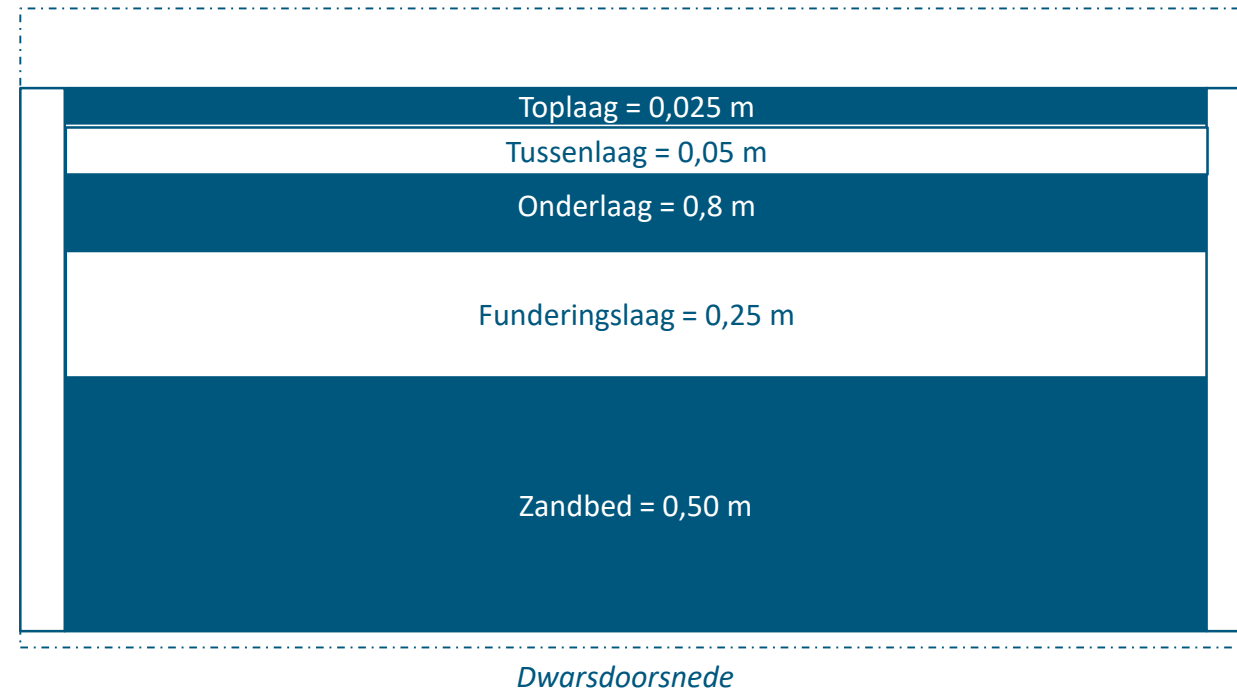 Toplaag = 0,025 m
Tussenlaag = 0,05 m
Onderlaag = 0,8 m
Funderingslaag = 0,25 m
Zandbed = 0,50 m
Dwarsdoorsnede